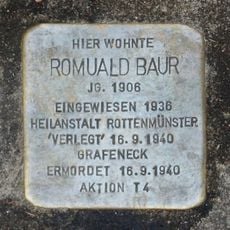 HIER WOHNTE
ROMUALD BAUR
JG. 1906
EINGEWIESEN 1936
HEILANSTALT ROTTENMÜNSTER
'VERLEGT' 16.9.1940
GRAFENECK
ERMORDET 16.9.1940
AKTION T4